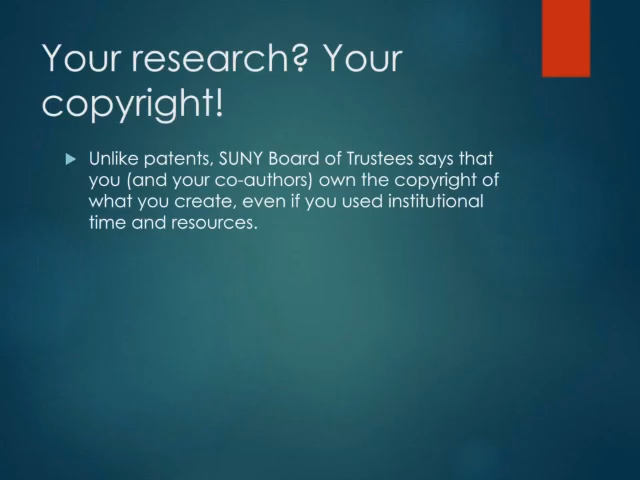 Your research? Your
copyright!
Unlike patents, SUNY Board of Trustees says that
you (and your co-authors) own the copyright of
what you create, even if you used institutional
time and resources.